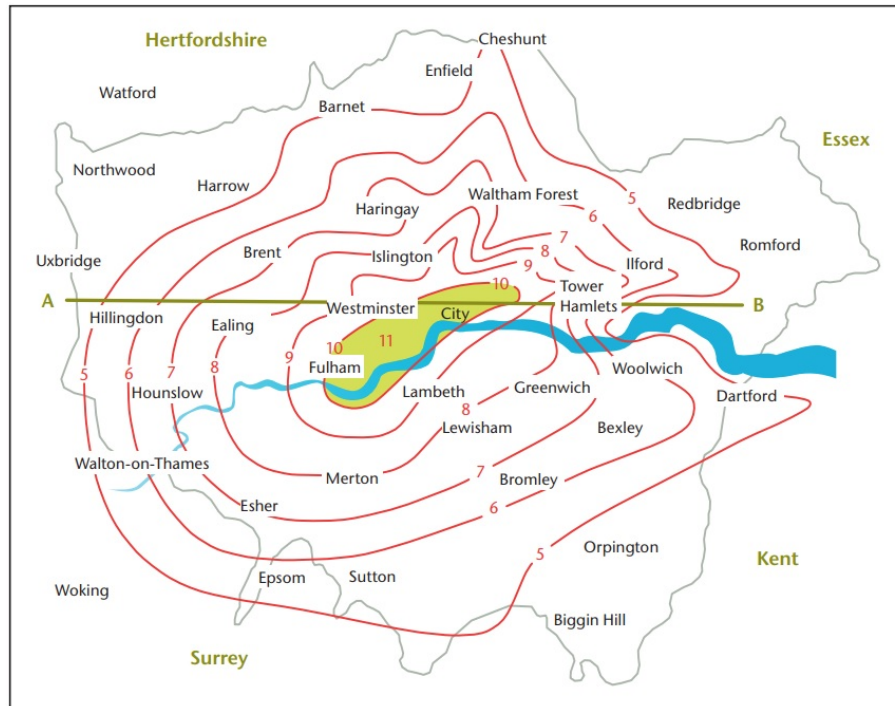 Hertfordshire
Cheshunt
Enfield
Watford
Barnet
Essex
Northwood
Harrow
Waltham Forest
5
Redbridge
Haringay
6
7
Romford
Brent
Islington
8
Uxbridge
9
Ilford
10
Tower
Hamlets
A
B
Westminster
City
Hillingdon
Ealing
10
11
9
Fulham
5
6
7
8
Woolwich
Hounslow
Lambeth
Greenwich
Dartford
8
Lewisham
Bexley
Walton-on-Thames
7
Merton
Bromley
Esher
6
Orpington
5
Kent
Woking
Epsom
Sutton
Biggin Hill
Surrey